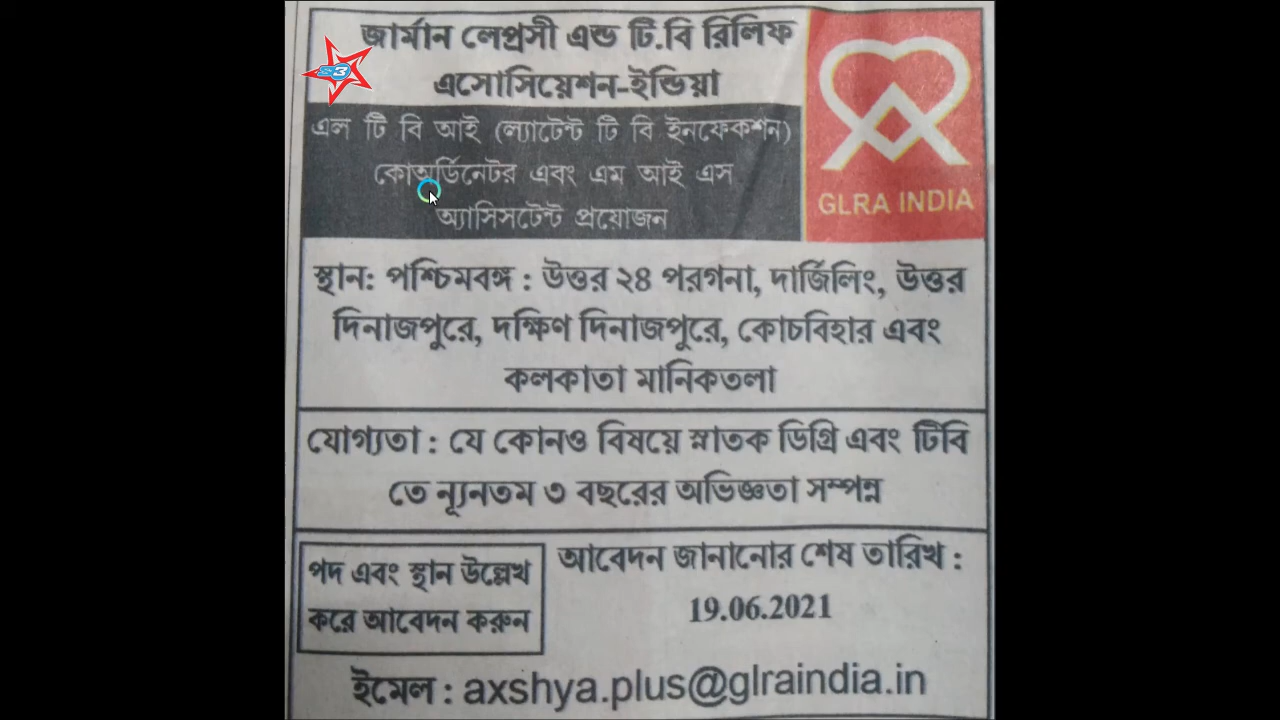 জার্মান লেপ্রসী এন্ড টি.বি রিলিফ
এসোসিয়েশন-ইন্ডিয়া
S3
এল টি বি আই (ল্যাটেন্ট টি বি ইনফেকশন)
কোঅর্ডিনেটর এবং এম আই এস
অ্যাসিসটেন্ট প্রয়োজন
GLRA INDIA
স্থান: পশ্চিমবঙ্গ : উত্তর ২৪ পরগনা, দার্জিলিং, উত্তর
দিনাজপুরে, দক্ষিণ দিনাজপুরে, কোচবিহার এবং
কলকাতা মানিকতলা
যোগ্যতা : যে কোনও বিষয়ে স্নাতক ডিগ্রি এবং টিবি
তে ন্যূনতম ৩ বছরের অভিজ্ঞতা সম্পন্ন
পদ এবং স্থান উল্লেখ
করে আবেদন করুন
আবেদন জানানোর শেষ তারিখ :
19.06.2021
ইমেল : axshya.plus@glraindia.in